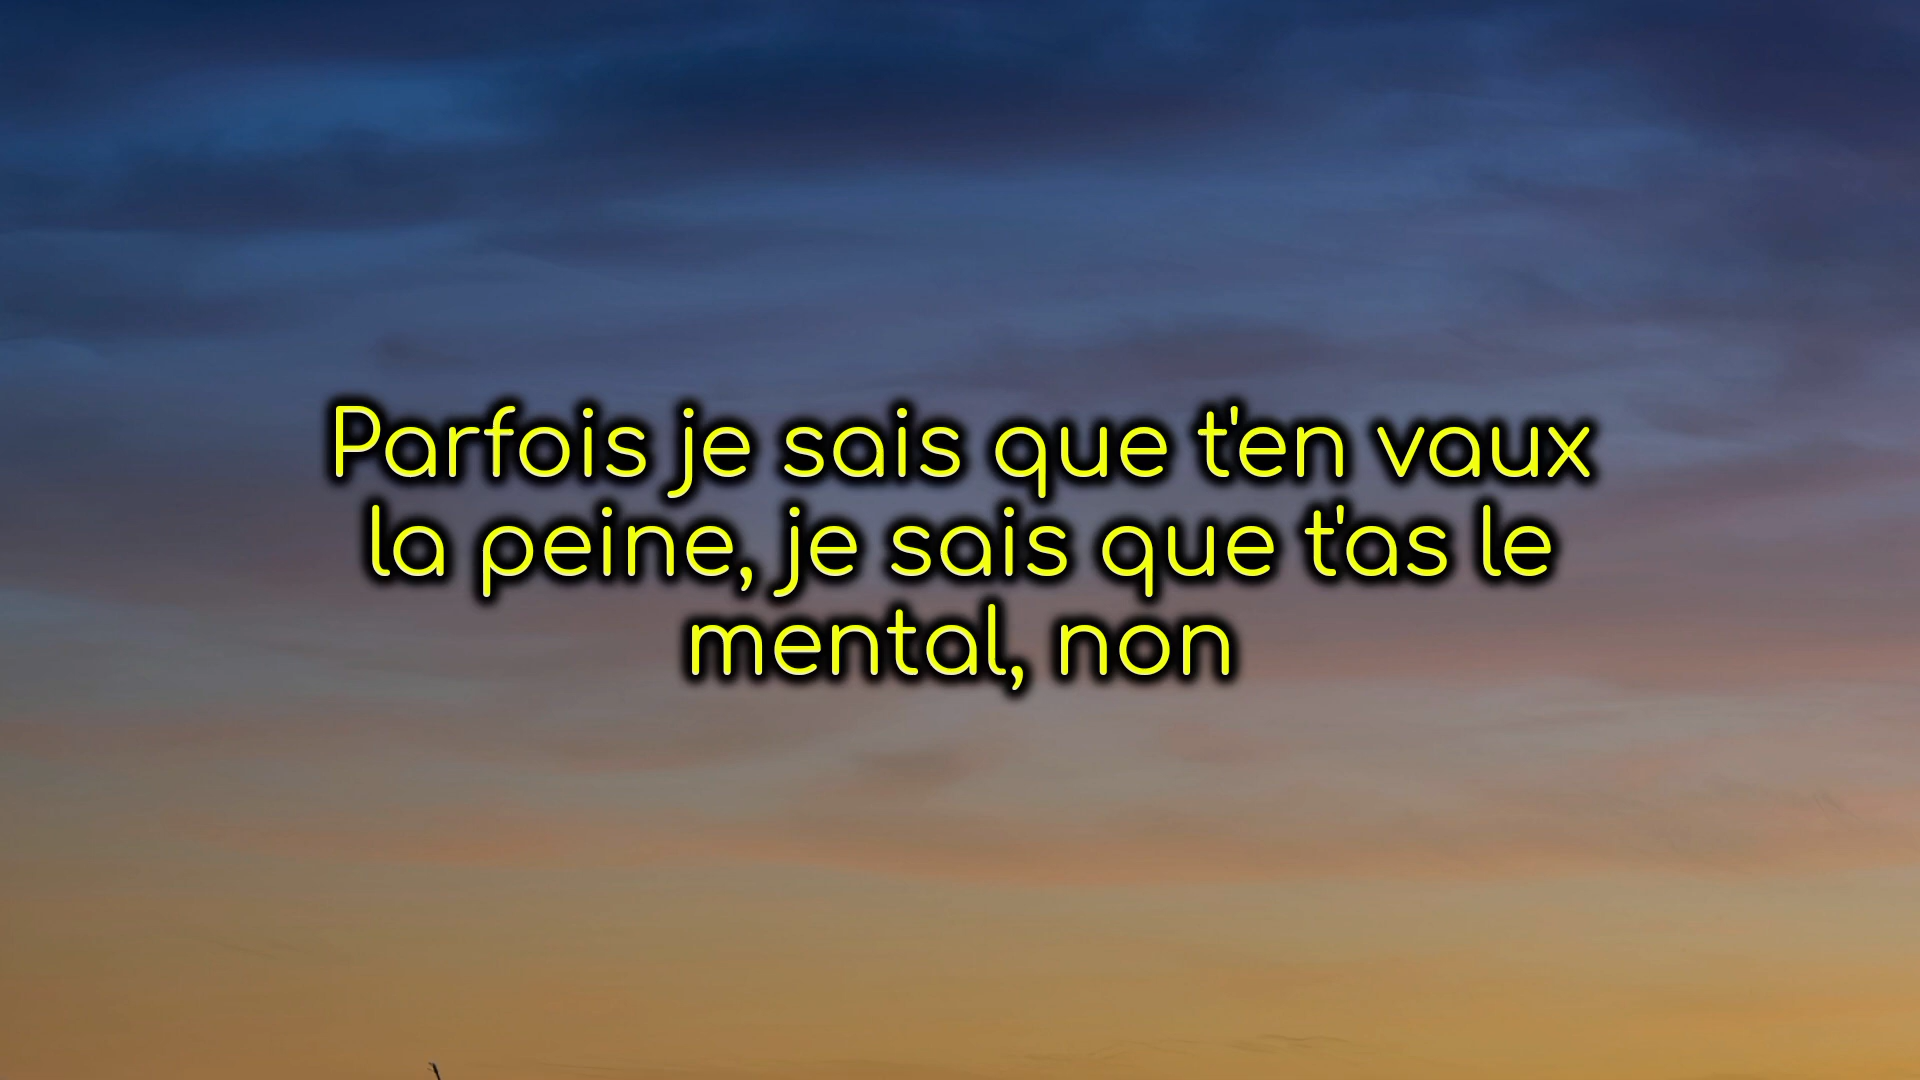 Parfois je sais que t'en vaux
la peine, je sais que t'as le
mental, non